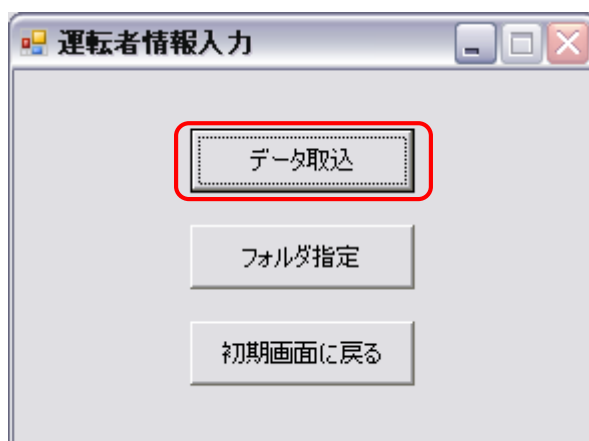 運転者情報入力
データ取込
フォルダ指定
初期画面に戻る